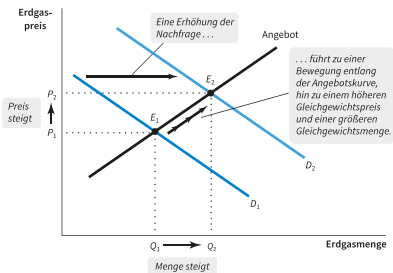 Erdgas-
preis
Eine Erhöhung der
Nachfrage . . .
Angebot
. . . führt zu einer
Bewegung entlang
der Angebotskurve,
hin zu einem höheren
Gleichgewichtspreis
und einer größeren
Gleichgewichtsmenge.
E2
P2
Preis
steigt
E1
P1
D2
D1
Q1
Q2
Erdgasmenge
Menge steigt